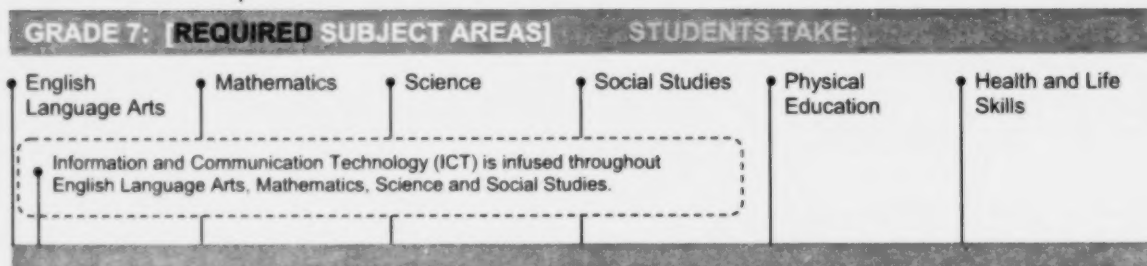 GRADE 7: [REQUIRED SUBJECT AREAS] STUDENTS TAKE:
English
Language Arts
Mathematics
Science
Social Studies
Physical
Education
Health and Life
Skills
Information and Communication Technology (ICT) is infused throughout
English Language Arts, Mathematics, Science and Social Studies.